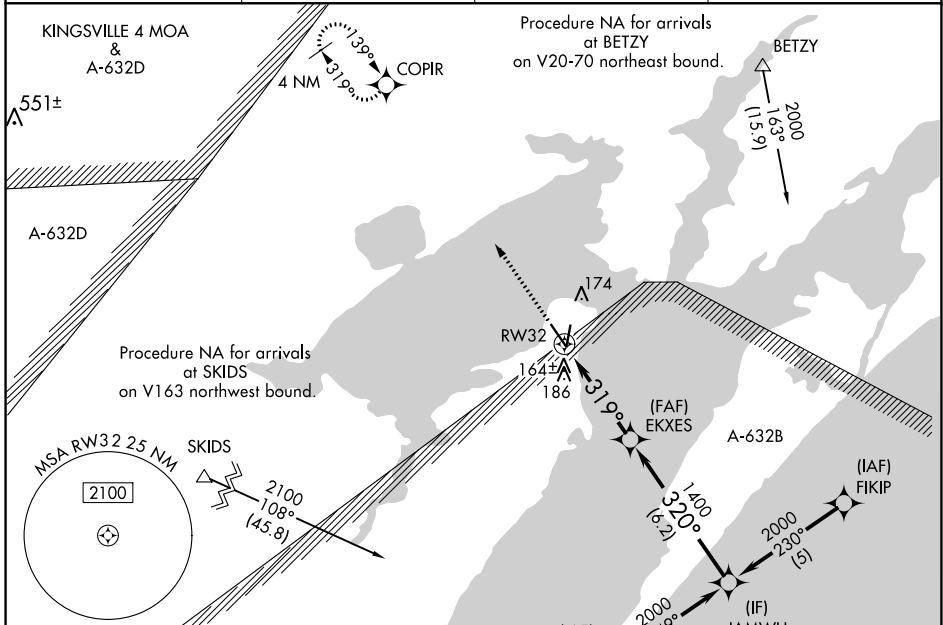 KINGSVILLE 4 MOA
&
A-632D
551±
4 NM
139°
319°
COPIR
Procedure NA for arrivals
at BETZY
on V20-70 northeast bound.
BETZY
2000
163°
(15.9)
A-632D
174
RW32
164±
186
Procedure NA for arrivals
at SKIDS
on V163 northwest bound.
319°
(FAF)
EKXES
A-632B
MSA RW32 25 NM
2100
SKIDS
2100
108°
(45.8)
1400
320°
(6.2)
(IAF)
FIKIP
2000
230°
(5)
2000
(IF)